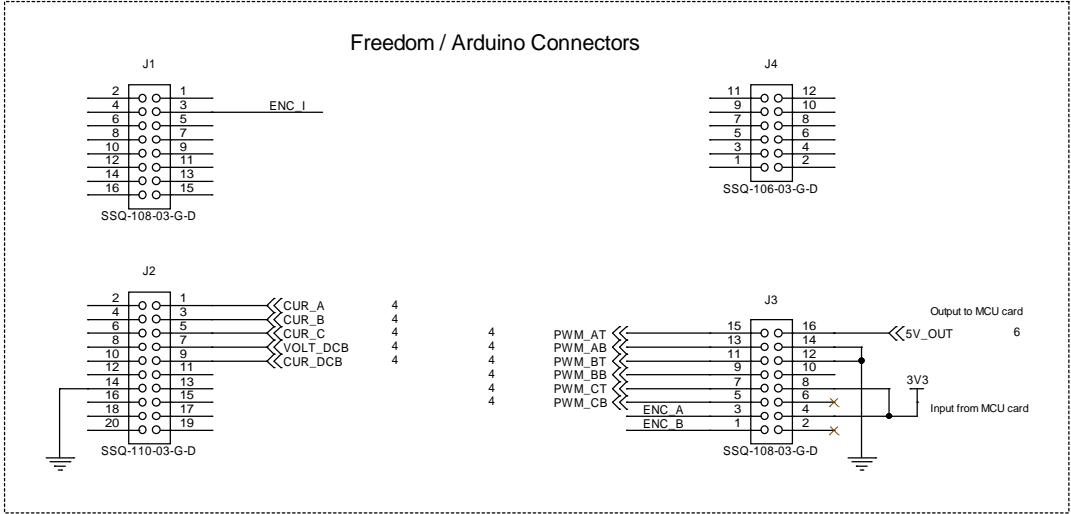 Freedom / Arduino Connectors
J1
2 1
4 3 ENC_I
6 5
8 7
10 9
12 11
14 13
16 15
SSQ-108-03-G-D
J4
11 12
9 10
7 8
5 6
3 4
1 2
SSQ-106-03-G-D
J2
2 1 CUR_A 4
4 3 CUR_B 4
6 5 CUR_C 4
8 7 VOLT_DCB 4
10 9 CUR_DCB 4
12 11
14 13
16 15
18 17
20 19
SSQ-110-03-G-D
J3
Output to MCU card
4 PWM_AT 15 16 5V_OUT 6
4 PWM_AB 13 14
4 PWM_BT 11 12
4 PWM_BB 9 10
4 PWM_CT 7 8 3V3
4 PWM_CB 5 6
ENC_A 3 4 Input from MCU card
ENC_B 1 2
SSQ-108-03-G-D